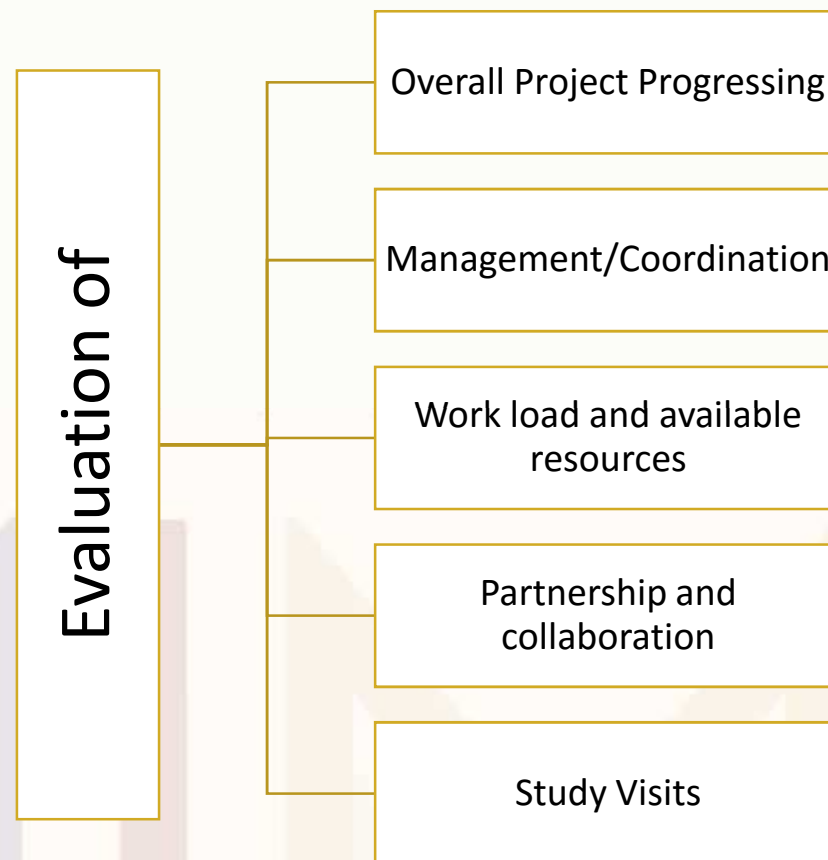 Evaluation of
Overall Project Progressing
Management/Coordination
Work load and available
resources
Partnership and
collaboration
Study Visits